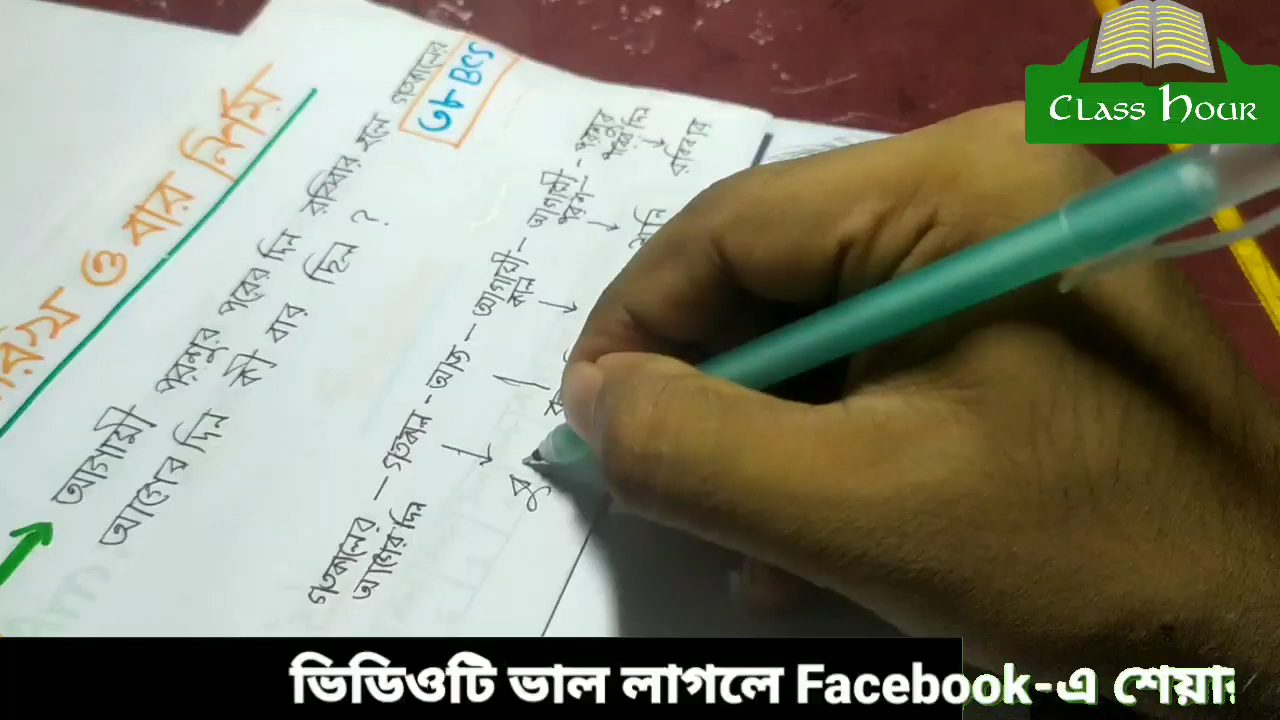 ও বার নির্ণয়
আগামী পরশুর পরের দিন রবিবার হলে গতকালের
আগের দিন কী বার ছিল ?
৩৮ BCS
গতকালের আগের দিন – গতকাল – আজ – আগামী কাল – আগামী পরশু – পরশুর পরের দিন
রবিবার
শনি
বু
CLASS HOUR
ভিডিওটি ভাল লাগলে Facebook-এ